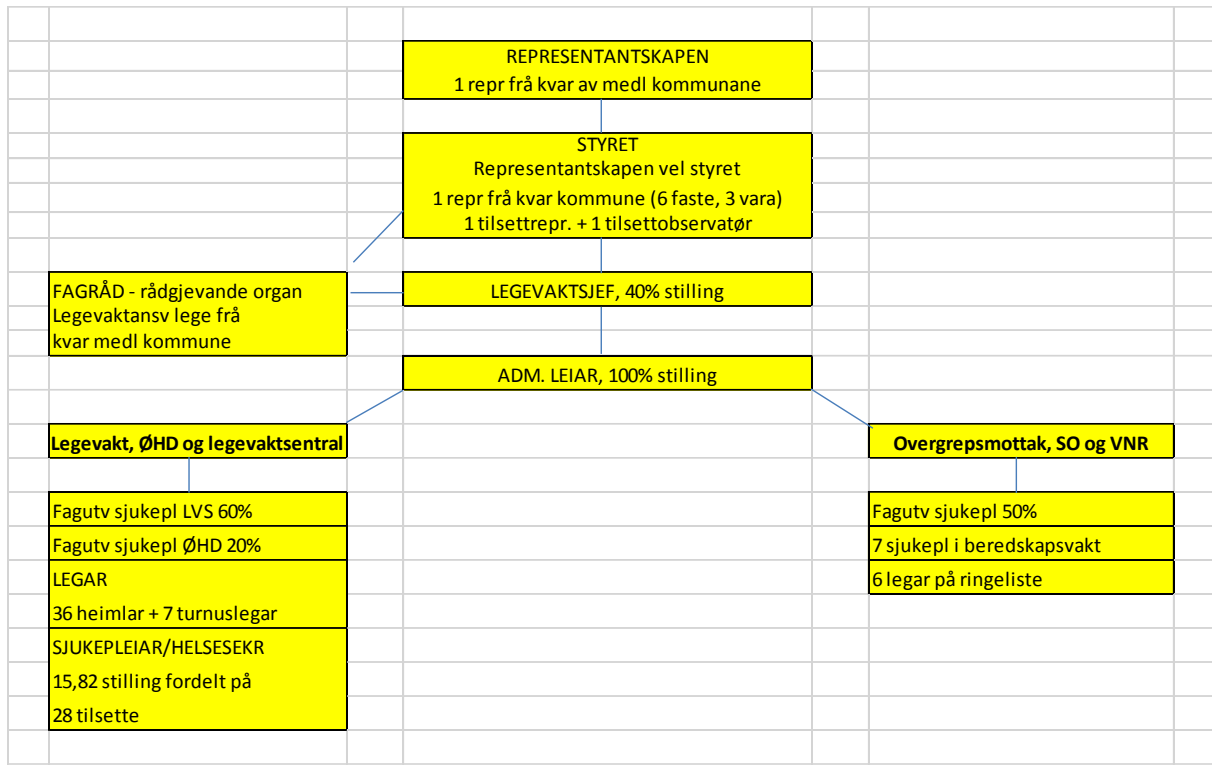 REPRESENTANTSKAPEN
1 repr frå kvar av medl kommunane
STYRET
Representantskapen vel styret
1 repr frå kvar kommune (6 faste, 3 vara)
1 tilsettrepr. + 1 tilsettobservatør
FAGRÅD - rådgjevande organ
Legevaktansv lege frå
kvar medl kommune
LEGEVAKTSJEF, 40% stilling
ADM. LEIAR, 100% stilling
Legevakt, ØHD og legevaktsentral
Fagutv sjukepl LVS 60%
Fagutv sjukepl ØHD 20%
LEGAR
36 heimlar + 7 turnuslegar
SJUKEPLEIAR/HELSESEKR
15,82 stilling fordelt på
28 tilsette
Overgrepsmottak, SO og VNR
Fagutv sjukepl 50%
7 sjukepl i beredskapsvakt
6 legar på ringeliste